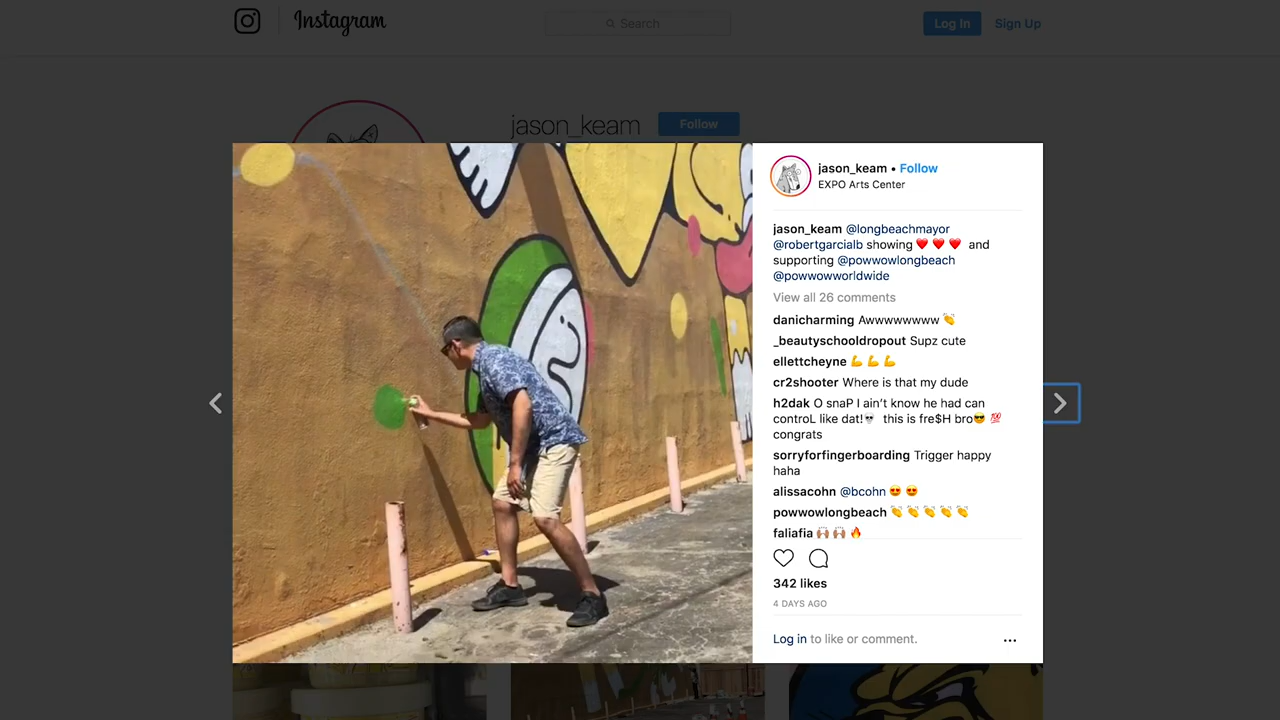 Instagram
Search
Log In
Sign Up
jason_keam
Follow
jason_keam • Follow
EXPO Arts Center
jason_keam @longbeachmayor
@robertgarcialb showing ❤️ ❤️ ❤️ and
supporting @powwowlongbeach
@powwowworldwide
View all 26 comments
danicharming Awwwwwwww 👏
_beautyschooldropout Supz cute
ellettcheyne 💪 💪 💪
cr2shooter Where is that my dude
h2dak O snaP I ain’t know he had can
controL like dat!💀 this is fre$H bro😎 💯
congrats
sorryforfingerboarding Trigger happy
haha
alissacohn @bcohn 😍 😍
powwowlongbeach 👏 👏 👏 👏 👏
faliafia 🙌🏽 🙌🏽 🔥
342 likes
4 DAYS AGO
Log in to like or comment.